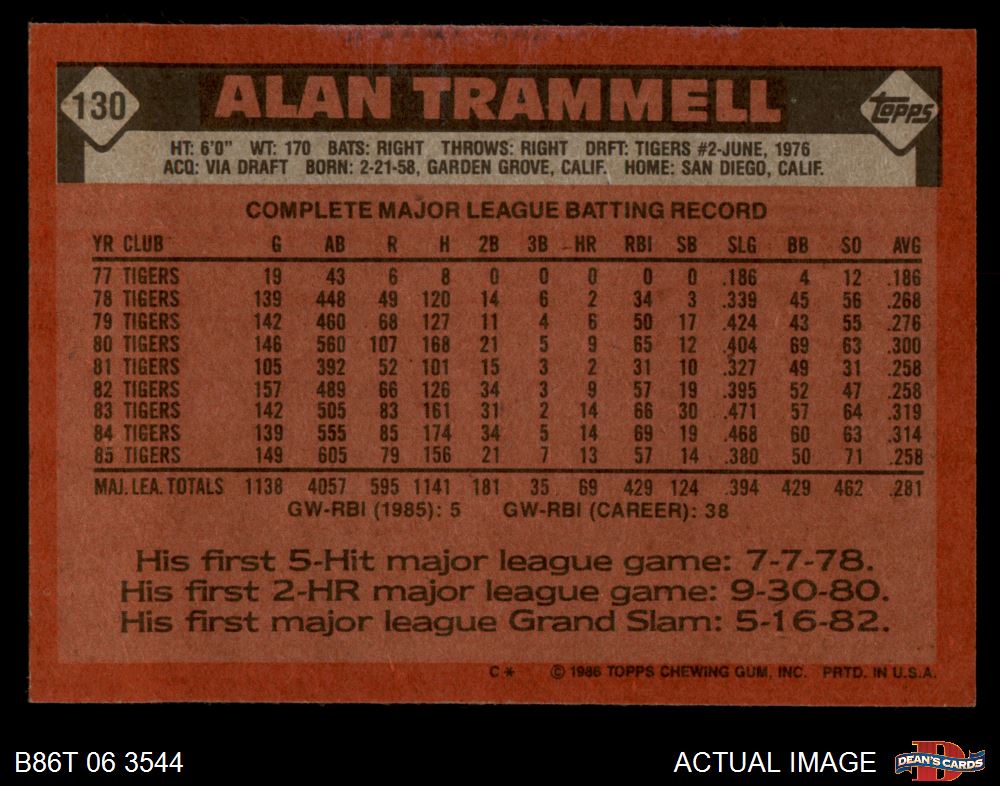 130 ALAN TRAMMELL TOPPS
HT: 6'0" WT: 170 BATS: RIGHT THROWS: RIGHT DRFT: TIGERS #2-JUNE, 1976
ACQ: VIA DRAFT BORN: 2-21-58, GARDEN GROVE, CALIF. HOME: SAN DIEGO, CALIF.
COMPLETE MAJOR LEAGUE BATTING RECORD
YR CLUB G AB R H 2B 3B HR RBI SB SLG BB SO AVG
77 TIGERS 19 43 6 8 0 0 0 0 0 .186 4 12 .186
78 TIGERS 139 448 49 120 14 6 2 34 3 .339 45 56 .268
79 TIGERS 142 460 68 127 11 4 6 50 17 .424 43 55 .276
80 TIGERS 146 560 107 168 21 5 9 65 12 .404 69 63 .300
81 TIGERS 105 392 52 101 15 3 2 31 10 .327 49 31 .258
82 TIGERS 157 489 66 126 34 3 9 57 19 .395 52 47 .258
83 TIGERS 142 505 83 161 31 2 14 66 30 .471 57 64 .319
84 TIGERS 139 555 85 174 34 5 14 69 19 .468 60 63 .314
85 TIGERS 149 605 79 156 21 7 13 57 14 .380 50 71 .258
MAJ. LEA. TOTALS 1138 4057 595 1141 181 35 69 429 124 .394 429 462 .281
GW-RBI (1985): 5 GW-RBI (CAREER): 38
His first 5-Hit major league game: 7-7-78.
His first 2-HR major league game: 9-30-80.
His first major league Grand Slam: 5-16-82.
C * © 1986 TOPPS CHEWING GUM, INC. PRTD. IN U.S.A.
B86T 06 3544 ACTUAL IMAGE D DEAN'S CARDS